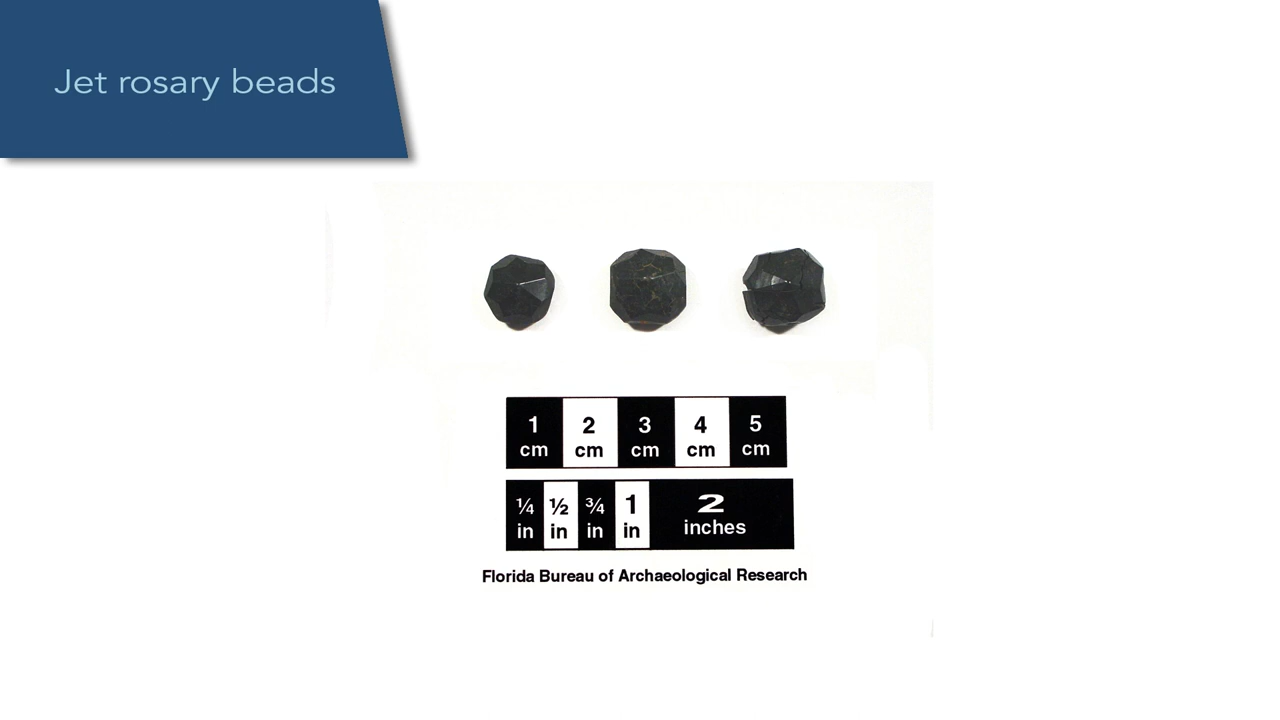 Jet rosary beads
1 2 3 4 5
cm cm cm cm cm
¼ ½ ¾ 1 2
in in in in inches
Florida Bureau of Archaeological Research